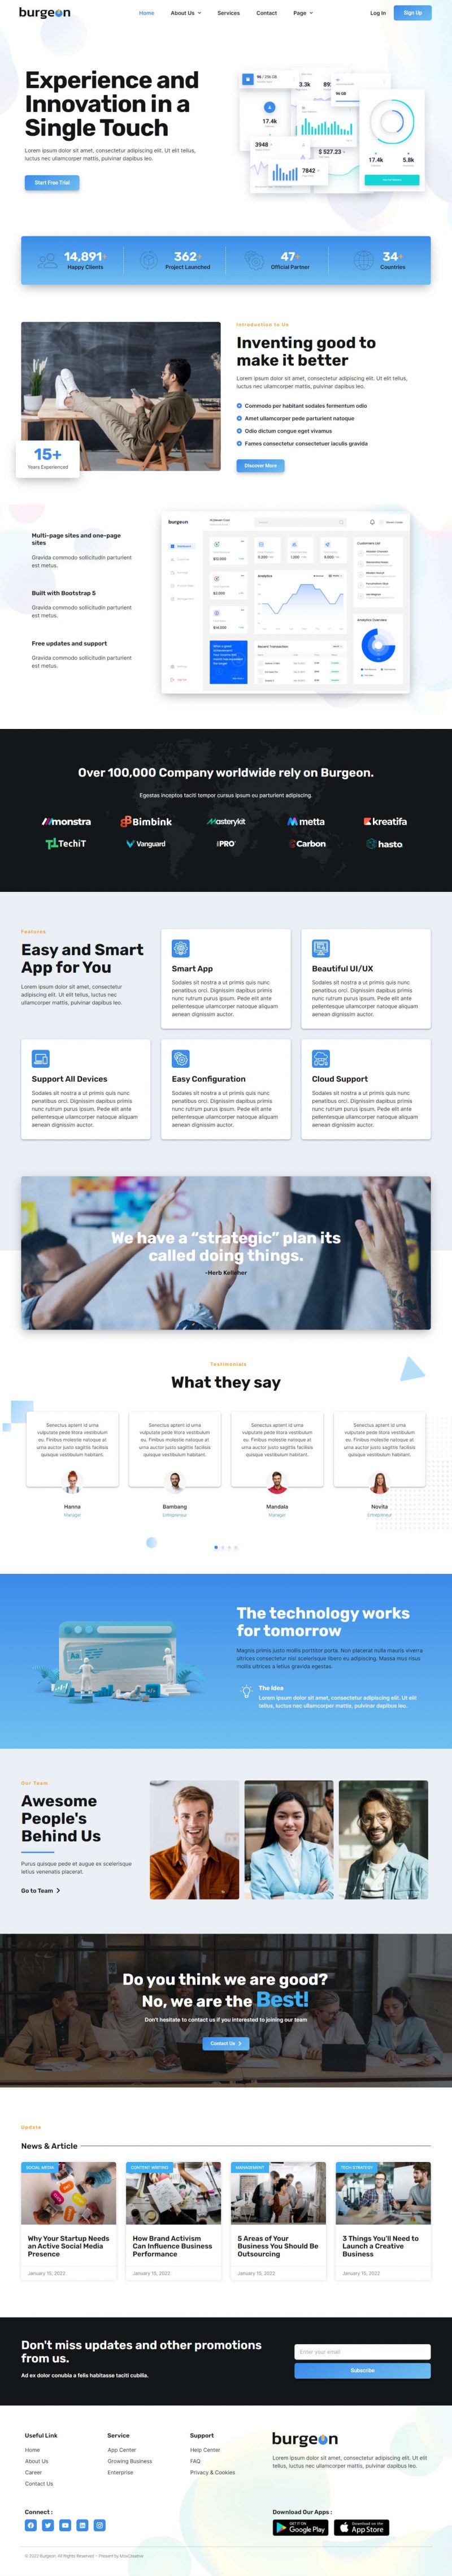 burgeon
Home
About Us
Services
Contact
Page
Log In
Sign Up
Experience and
Innovation in a
Single Touch
Lorem ipsum dolor sit amet, consectetur adipiscing elit. Ut elit tellus,
luctus nec ullamcorper mattis, pulvinar dapibus leo.
Start Free Trial
17.4k
3.3k
96 GB
3948
$ 527.23
7842
17.4k
5.8k
14,891+
Happy Clients
362+
Project Launched
47+
Official Partner
34+
Countries
15+
Years Experienced
Introduction to Us
Inventing good to
make it better
Lorem ipsum dolor sit amet, consectetur adipiscing elit. Ut elit tellus,
luctus nec ullamcorper mattis, pulvinar dapibus leo.
Commodo per habitant sodales fermentum odio
Amet ullamcorper pede parturient natoque
Odio dictum congue eget vivamus
Fames consectetur consectetuer iaculis gravida
Discover More
Multi-page sites and one-page
sites
Gravida commodo sollicitudin parturient
est metus.
Built with Bootstrap 5
Gravida commodo sollicitudin parturient
est metus.
Free updates and support
Gravida commodo sollicitudin parturient
est metus.
burgeon
Customers List
Analytics
Analytics Overview
Recent Transaction
Over 100,000 Company worldwide rely on Burgeon.
Egestas inceptos taciti tempor cursus ipsum eu parturient adipiscing.
monstra
Bimbink
Masterykit
metta
kreatifa
TechiT
Vanguard
PRO
Carbon
hasto
Features
Easy and Smart
App for You
Lorem ipsum dolor sit amet, consectetur
adipiscing elit. Ut elit tellus, luctus nec
ullamcorper mattis, pulvinar dapibus leo.
Smart App
Sodales sit nostra a ut primis quis nunc
penatibus orci. Dignissim dapibus primis
nunc rutrum purus ipsum. Pede elit ante
pellentesque ulamcorper natoque aliquam
aenean dignissim auctor.
Beautiful UI/UX
Sodales sit nostra a ut primis quis nunc
penatibus orci. Dignissim dapibus primis
nunc rutrum purus ipsum. Pede elit ante
pellentesque ulamcorper natoque aliquam
aenean dignissim auctor.
Support All Devices
Sodales sit nostra a ut primis quis nunc
penatibus orci. Dignissim dapibus primis
nunc rutrum purus ipsum. Pede elit ante
pellentesque ulamcorper natoque aliquam
aenean dignissim auctor.
Easy Configuration
Sodales sit nostra a ut primis quis nunc
penatibus orci. Dignissim dapibus primis
nunc rutrum purus ipsum. Pede elit ante
pellentesque ulamcorper natoque aliquam
aenean dignissim auctor.
Cloud Support
Sodales sit nostra a ut primis quis nunc
penatibus orci. Dignissim dapibus primis
nunc rutrum purus ipsum. Pede elit ante
pellentesque ulamcorper natoque aliquam
aenean dignissim auctor.
We have a “strategic” plan its
called doing things.
-Herb Kelleher
Testimonials
What they say
Senectus aptent id urna
vulputate pede litora vestibulum
eu. Finibus molestie natoque at
urna auctor justo sagittis facilisis
quisque vestibulum habitant.
Hanna
Manager
Senectus aptent id urna
vulputate pede litora vestibulum
eu. Finibus molestie natoque at
urna auctor justo sagittis facilisis
quisque vestibulum habitant.
Bambang
Entrepreneur
Senectus aptent id urna
vulputate pede litora vestibulum
eu. Finibus molestie natoque at
urna auctor justo sagittis facilisis
quisque vestibulum habitant.
Mandala
Manager
Senectus aptent id urna
vulputate pede litora vestibulum
eu. Finibus molestie natoque at
urna auctor justo sagittis facilisis
quisque vestibulum habitant.
Novita
Entrepreneur
Aa
The technology works
for tomorrow
Magnis primis justo mollis porttitor porta. Non placerat nulla mauris viverra
ultrices consectetur nisl scelerisque libero eu adipiscing. Massa mus risus
mollis ultrices a letius gravida egestas.
The Idea
Lorem ipsum dolor sit amet, consectetur adipiscing elit. Ut elit
tellus, luctus nec ullamcorper mattis, pulvinar dapibus leo.
Our Team
Awesome
People's
Behind Us
Purus quisque pede et augue ex scelerisque
letius venenatis placerat.
Go to Team
Do you think we are good?
No, we are the Best!
Don't hesitate to contact us if you interested to joining our team
Contact Us
Update
News & Article
SOCIAL MEDIA
Why Your Startup Needs
an Active Social Media
Presence
January 15, 2022
CONTENT WRITING
How Brand Activism
Can Influence Business
Performance
January 15, 2022
MANAGEMENT
5 Areas of Your
Business You Should Be
Outsourcing
January 15, 2022
TECH STRATEGY
3 Things You'll Need to
Launch a Creative
Business
January 15, 2022
Don't miss updates and other promotions
from us.
Ad ex dolor conubia a felis habitasse taciti cubilia.
Enter your email
Subscribe
Useful Link
Home
About Us
Career
Contact Us
Service
App Center
Growing Business
Enterprise
Support
Help Center
FAQ
Privacy & Cookies
burgeon
Lorem ipsum dolor sit amet, consectetur adipiscing elit. Ut elit
tellus, luctus nec ullamcorper mattis, pulvinar dapibus leo.
Connect :
Download Our Apps :
GET IT ON
Google Play
Download on the
App Store